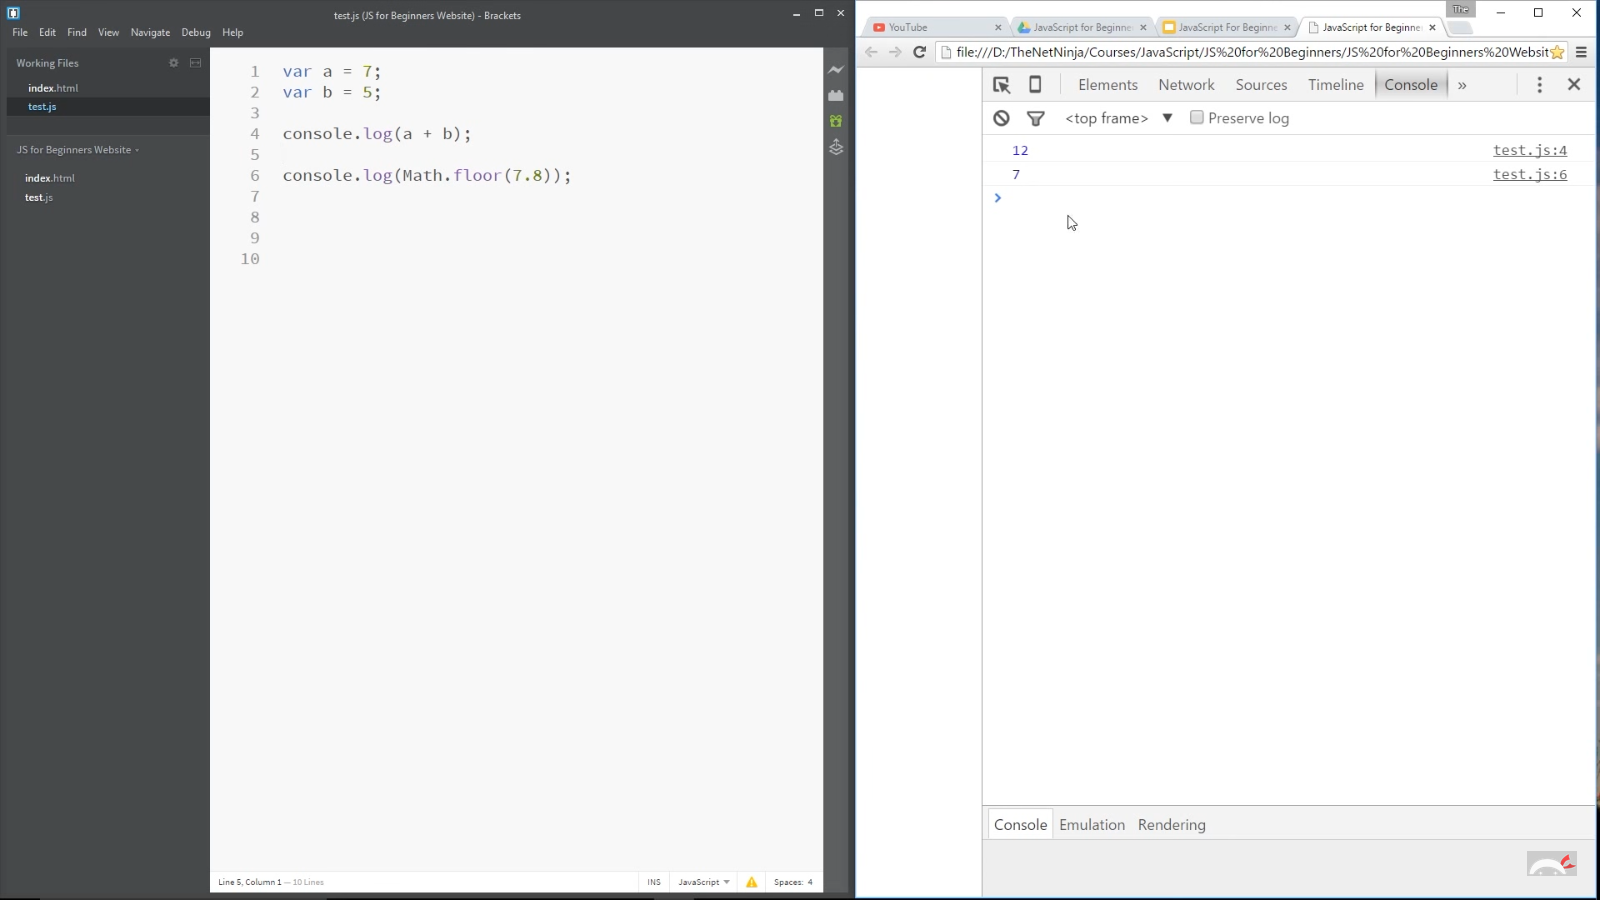 test.js (JS for Beginners Website) - Brackets
File Edit Find View Navigate Debug Help
Working Files
index.html
test.js
JS for Beginners Website
index.html
test.js
1 var a = 7;
2 var b = 5;
3
4 console.log(a + b);
5
6 console.log(Math.floor(7.8));
7
8
9
10
Line 5, Column 1 — 10 Lines
INS JavaScript Spaces: 4
The
YouTube JavaScript for Beginne JavaScript For Beginne JavaScript for Beginne
file:///D:/TheNetNinja/Courses/JavaScript/JS%20for%20Beginners/JS%20for%20Beginners%20Websit
Elements Network Sources Timeline Console »
<top frame> ▼ Preserve log
12 test.js:4
7 test.js:6
>
Console Emulation Rendering